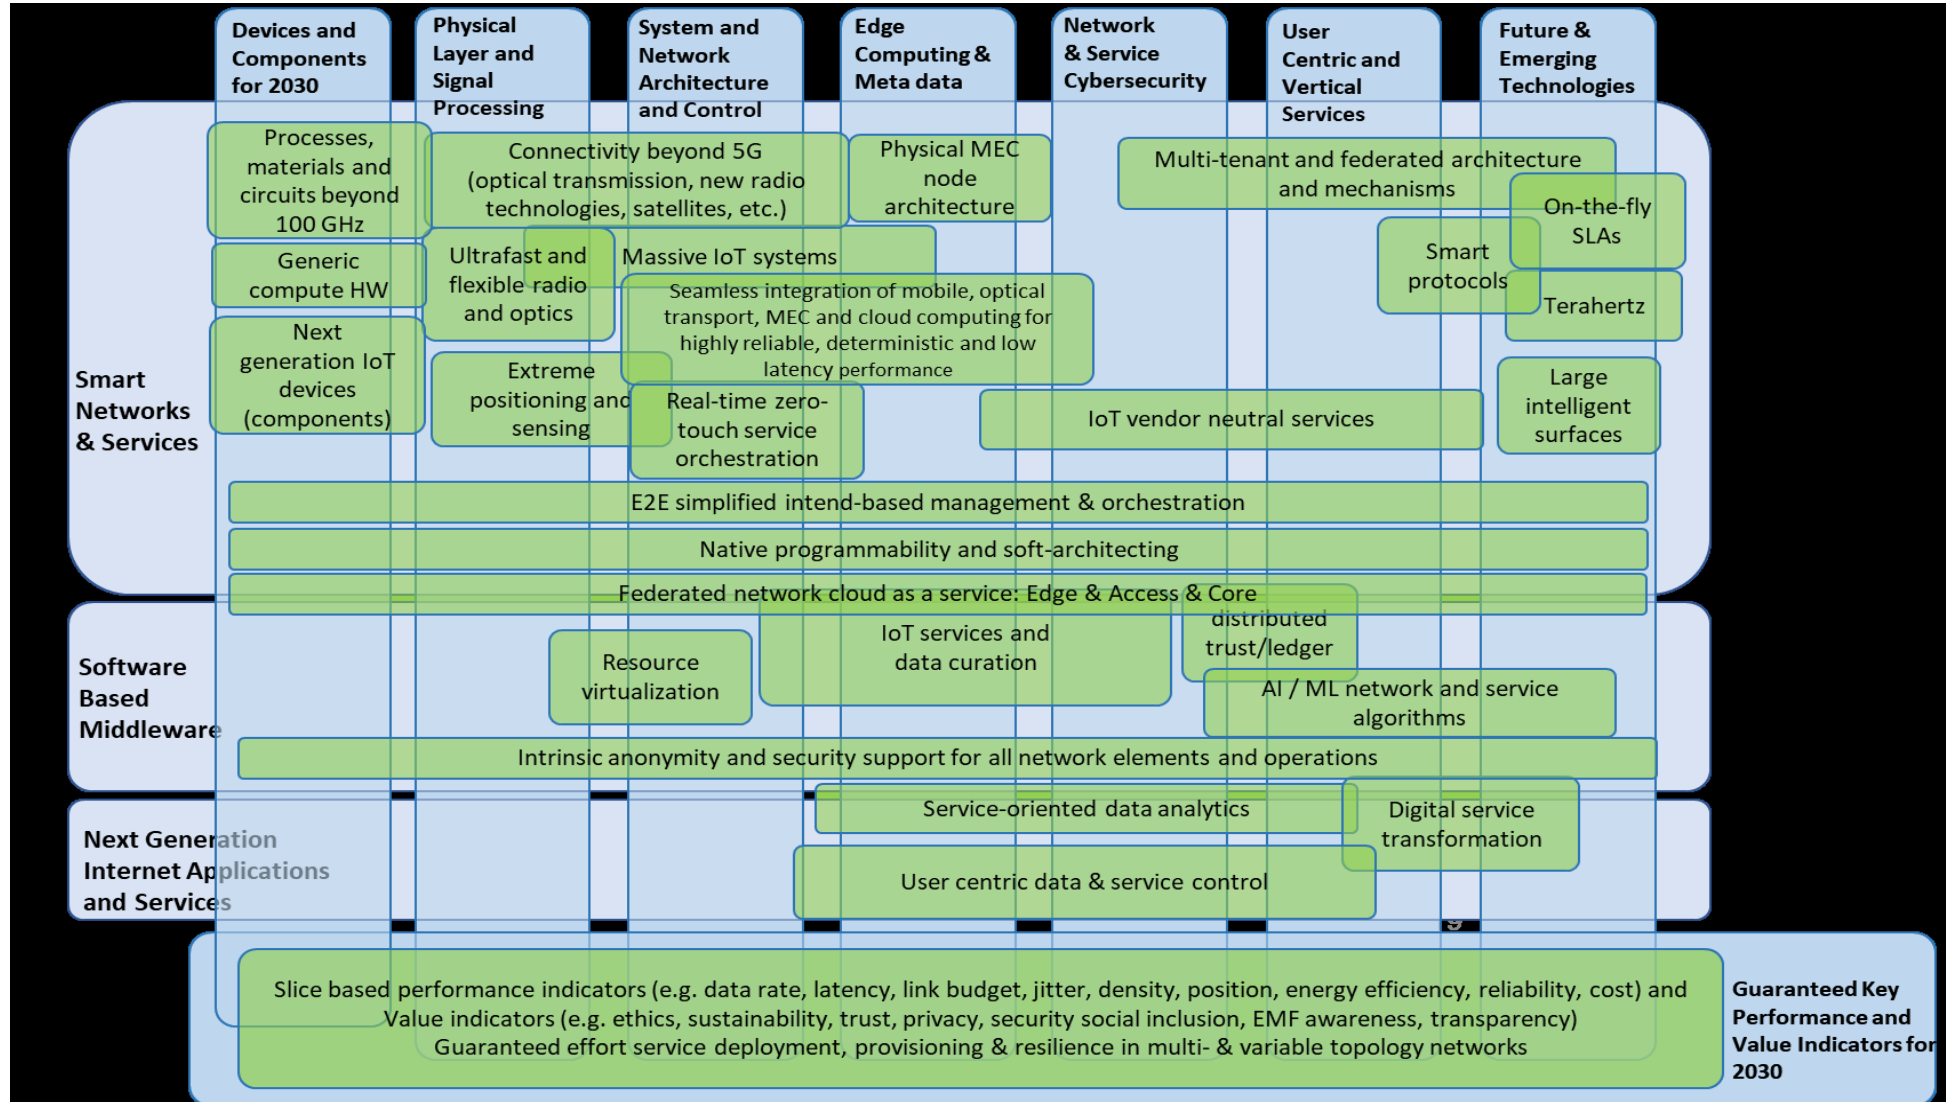 Devices and
Components
for 2030
Physical
Layer and
Signal
Processing
System and
Network
Architecture
and Control
Edge
Computing &
Meta data
Network
& Service
Cybersecurity
User
Centric and
Vertical
Services
Future &
Emerging
Technologies
Smart
Networks
& Services
Processes,
materials and
circuits beyond
100 GHz
Connectivity beyond 5G
(optical transmission, new radio
technologies, satellites, etc.)
Physical MEC
node
architecture
Multi-tenant and federated architecture
and mechanisms
On-the-fly
SLAs
Generic
compute HW
Ultrafast and
flexible radio
and optics
Massive IoT systems
Smart
protocols
Terahertz
Seamless integration of mobile, optical
transport, MEC and cloud computing for
highly reliable, deterministic and low
latency performance
Next
generation IoT
devices
(components)
Extreme
positioning and
sensing
Real-time zero-
touch service
orchestration
IoT vendor neutral services
Large
intelligent
surfaces
E2E simplified intend-based management & orchestration
Native programmability and soft-architecting
Federated network cloud as a service: Edge & Access & Core
Software
Based
Middleware
Resource
virtualization
IoT services and
data curation
distributed
trust/ledger
AI / ML network and service
algorithms
Intrinsic anonymity and security support for all network elements and operations
Next Generation
Internet Applications
and Services
Service-oriented data analytics
Digital service
transformation
User centric data & service control
Slice based performance indicators (e.g. data rate, latency, link budget, jitter, density, position, energy efficiency, reliability, cost) and
Value indicators (e.g. ethics, sustainability, trust, privacy, security social inclusion, EMF awareness, transparency)
Guaranteed effort service deployment, provisioning & resilience in multi- & variable topology networks
Guaranteed Key
Performance and
Value Indicators for
2030